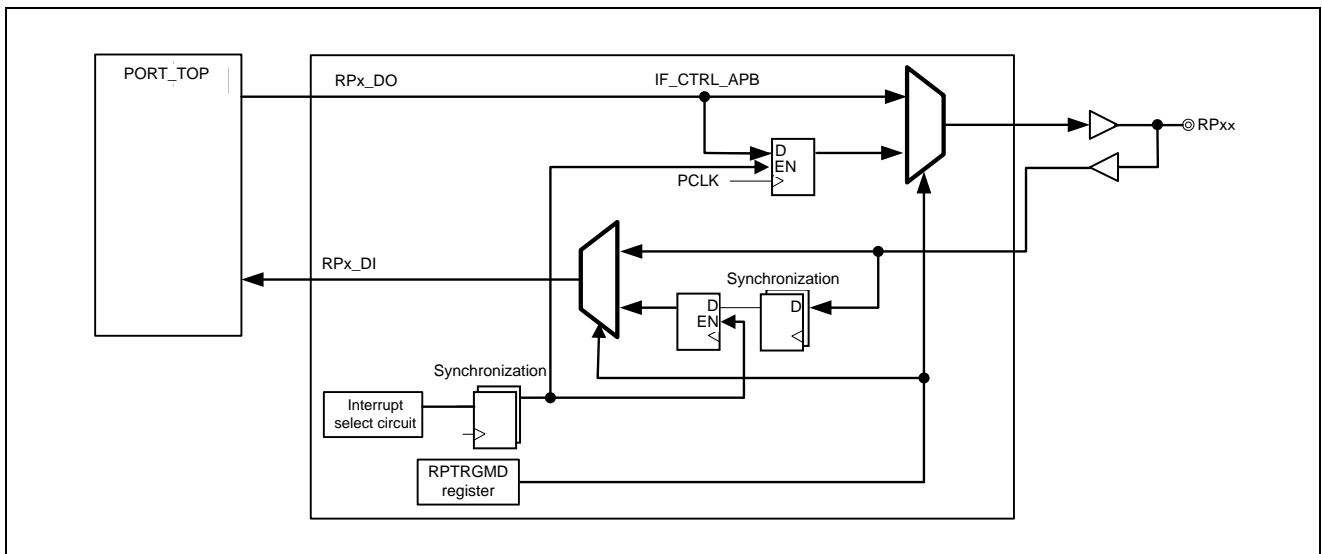 PORT_TOP
RPx_DO
IF_CTRL_APB
RPxx
D
EN
PCLK
RPx_DI
Synchronization
D
EN
D
Synchronization
Interrupt
select circuit
RPTRGMD
register